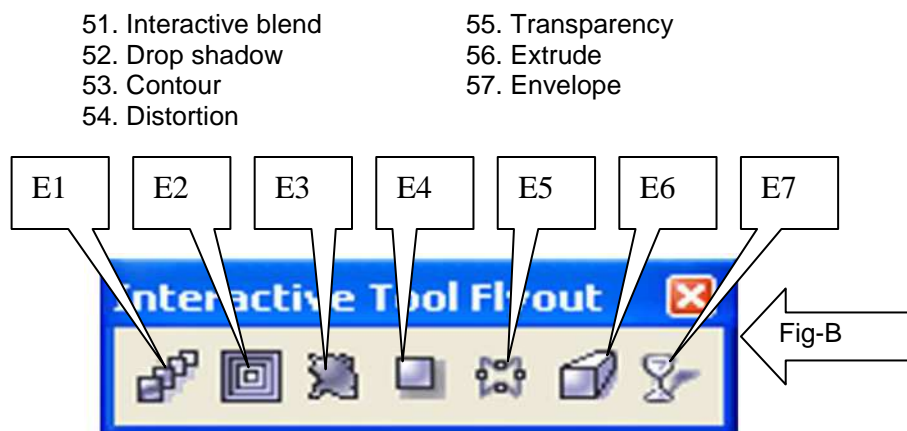 51. Interactive blend
52. Drop shadow
53. Contour
54. Distortion
55. Transparency
56. Extrude
57. Envelope
E1 E2 E3 E4 E5 E6 E7
Interactive Tool Flyout
Fig-B